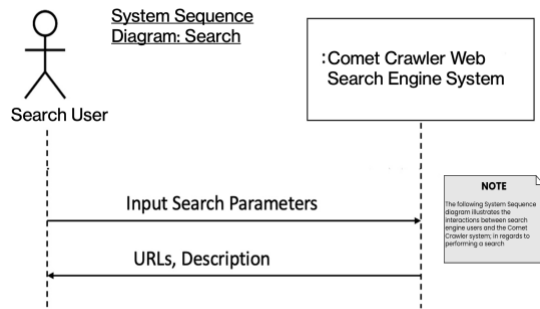 System Sequence
Diagram: Search
:Comet Crawler Web
Search Engine System
Search User
Input Search Parameters
URLs, Description
NOTE
The following System Sequence
diagram illustrates the
interactions between search
engine users and the Comet
Crawler system; in regards to
performing a search